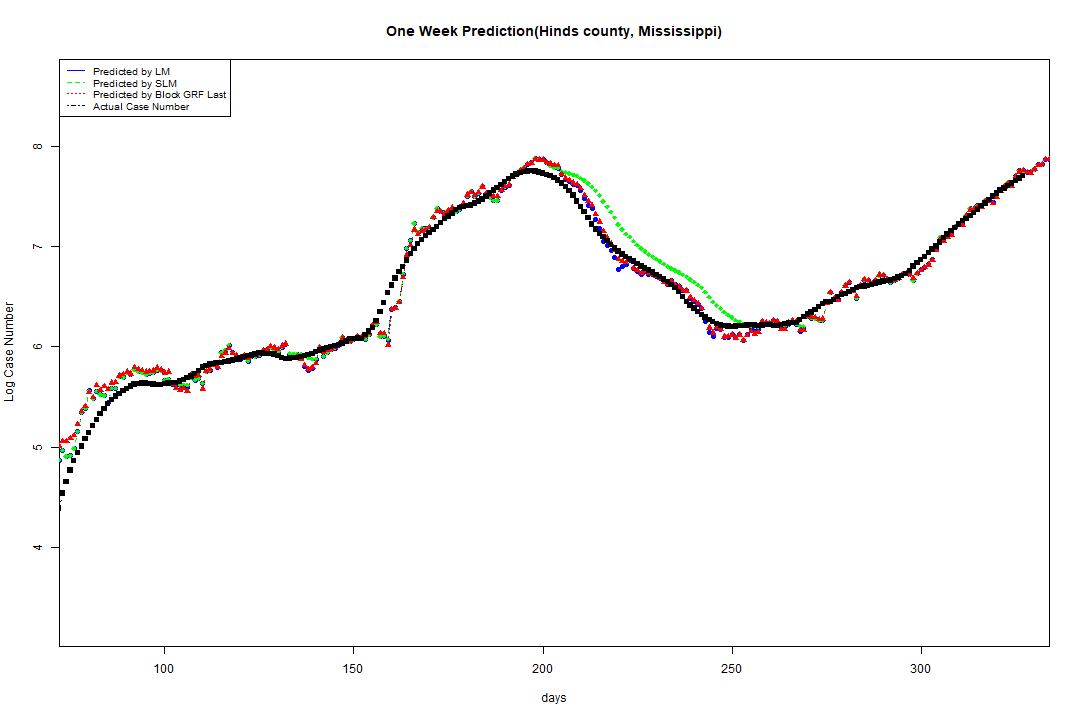 One Week Prediction(Hinds county, Mississippi)
Predicted by LM
Predicted by SLM
Predicted by Block GRF Last
Actual Case Number
8
7
6
5
4
Log Case Number
100 150 200 250 300
days